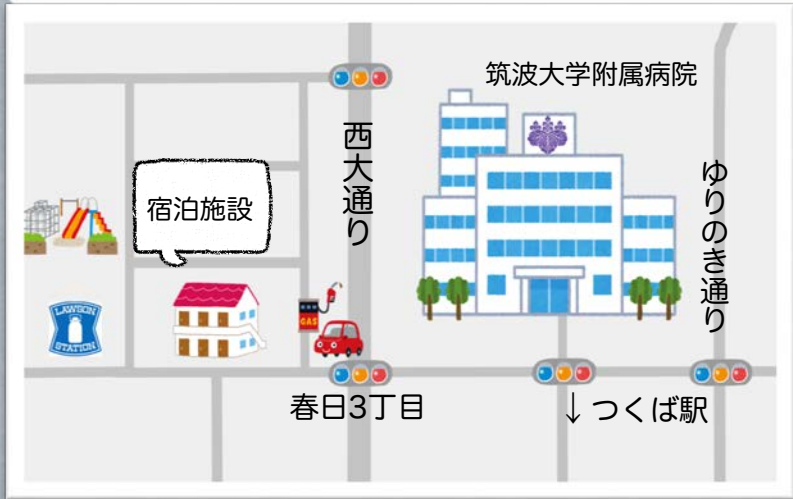 筑波大学附属病院
西大通り
ゆりのき通り
宿泊施設
LAWSON
STATION
GAS
春日3丁目
↓つくば駅